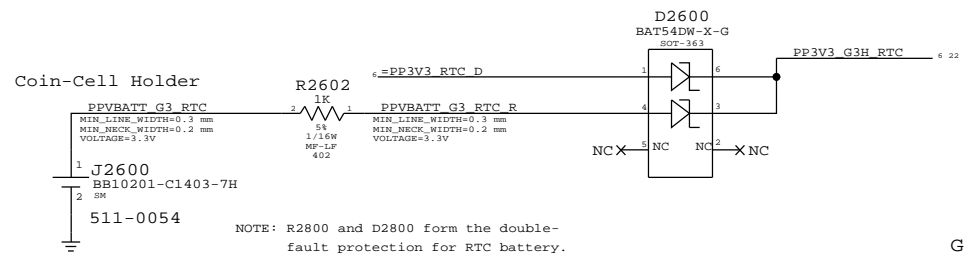 D2600
BAT54DW-X-G
SOT-363
PP3V3_G3H_RTC
6 22
6
=PP3V3_RTC_D
1
6
Coin-Cell Holder
R2602
1K
PPVBATT_G3_RTC
2
1
PPVBATT_G3_RTC_R
4
3
MIN_LINE_WIDTH=0.3 mm
MIN_NECK_WIDTH=0.2 mm
VOLTAGE=3.3V
5%
1/16W
MF-LF
402
MIN_LINE_WIDTH=0.3 mm
MIN_NECK_WIDTH=0.2 mm
VOLTAGE=3.3V
NC
5
NC
NC
2
NC
1
J2600
BB10201-C1403-7H
2
SM
511-0054
NOTE: R2800 and D2800 form the double-
fault protection for RTC battery.
G